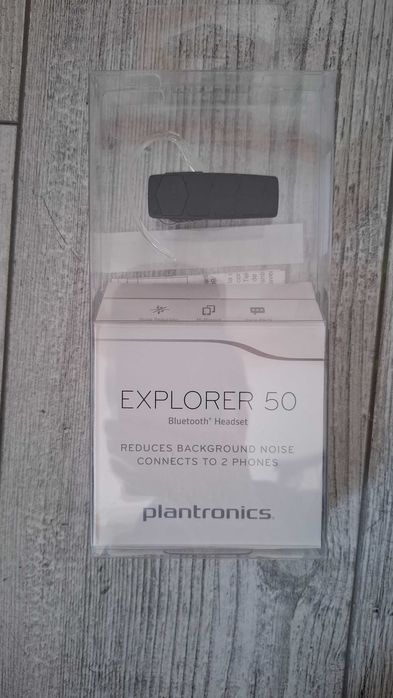 EXPLORER 50
Bluetooth® Headset
REDUCES BACKGROUND NOISE
CONNECTS TO 2 PHONES
plantronics.